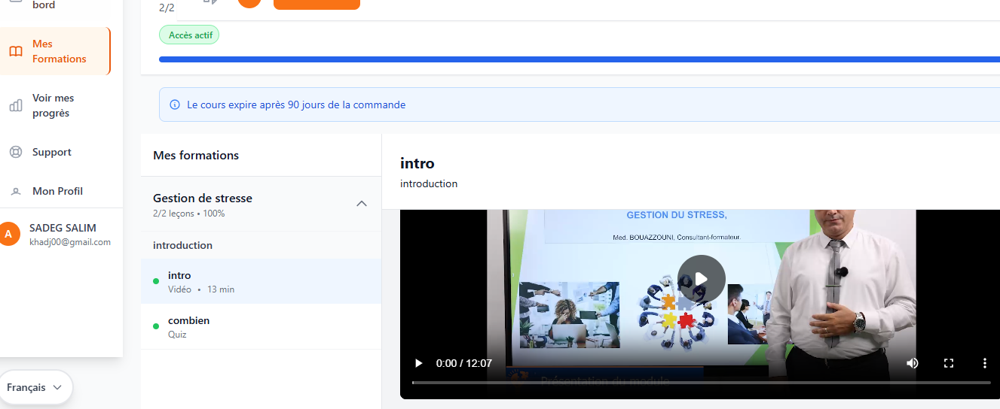 bord
Mes
Formations
Voir mes
progrès
Support
Mon Profil
SADEG SALIM
A
khadj00@gmail.com
Français
2/2
Accès actif
Le cours expire après 90 jours de la commande
Mes formations
Gestion de stresse
2/2 leçons • 100%
introduction
intro
Vidéo • 13 min
combien
Quiz
intro
introduction
GESTION DU STRESS,
Med. BOUAZZOUNI, Consultant-formateur.
0:00 / 12:07
Présentation du module